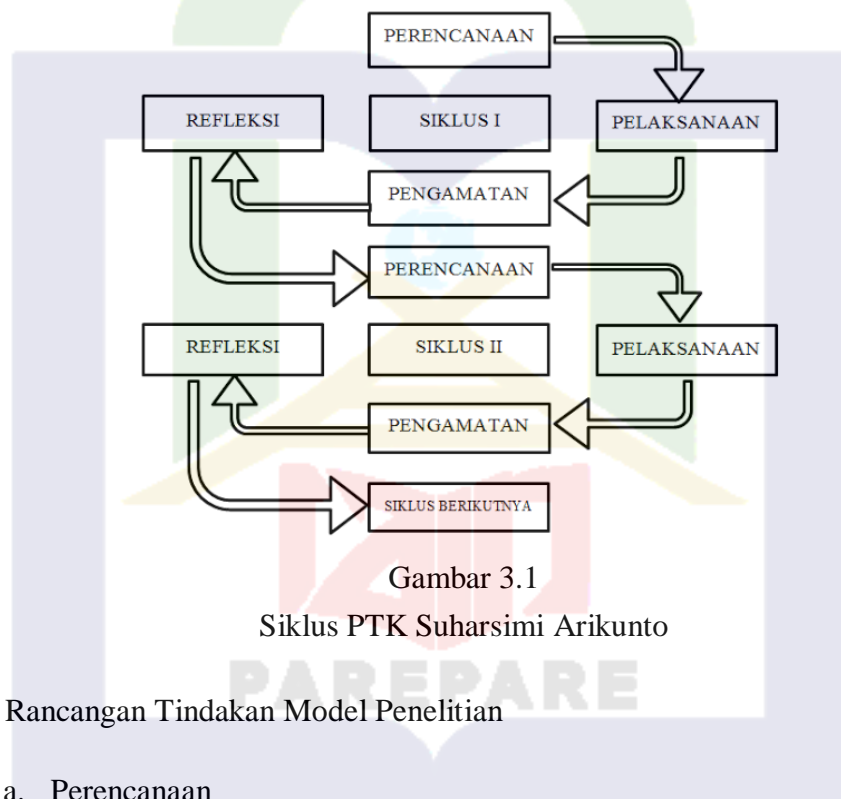 PERENCANAAN
REFLEKSI SIKLUS I PELAKSANAAN
PENGAMATAN
PERENCANAAN
REFLEKSI SIKLUS II PELAKSANAAN
PENGAMATAN
SIKLUS BERIKUTNYA
Gambar 3.1
Siklus PTK Suharsimi Arikunto
PAREPARE
Rancangan Tindakan Model Penelitian
a. Perencanaan